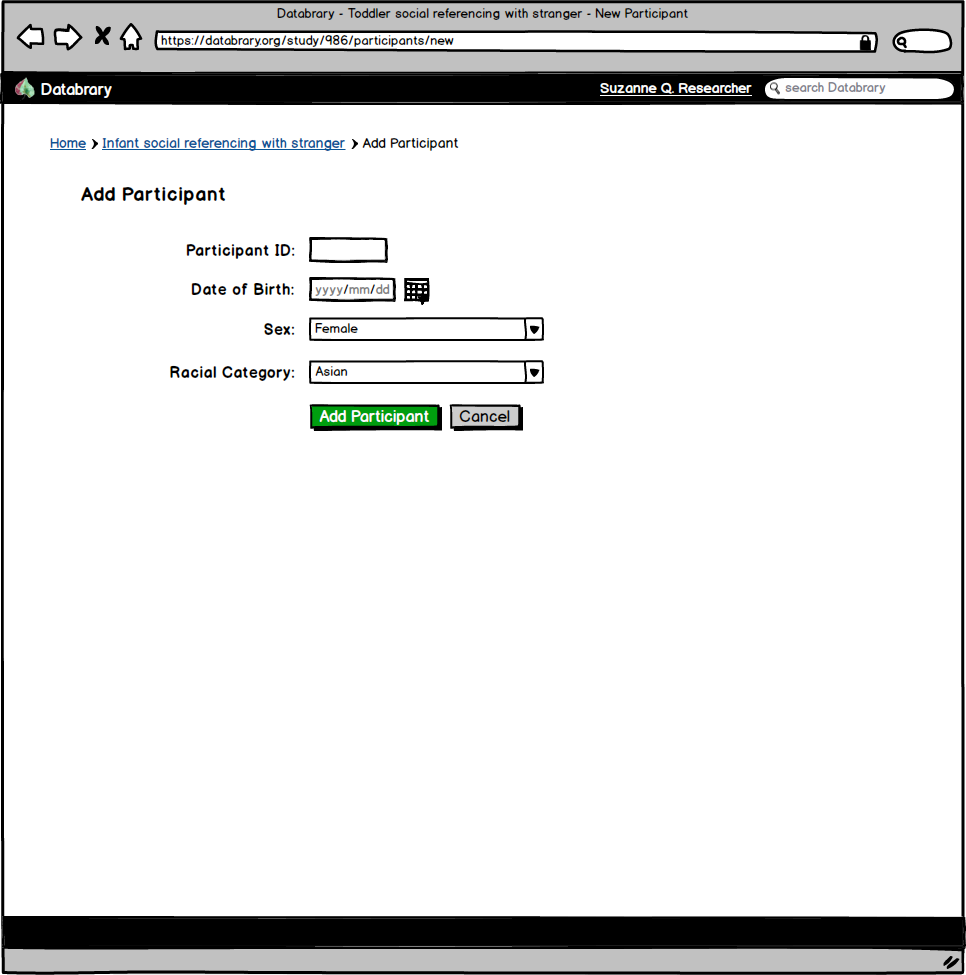 Databrary - Toddler social referencing with stranger - New Participant
https://databrary.org/study/986/participants/new
Databrary Suzanne Q. Researcher search Databrary
Home > Infant social referencing with stranger > Add Participant
Add Participant
Participant ID:
Date of Birth: yyyy/mm/dd
Sex: Female
Racial Category: Asian
Add Participant Cancel